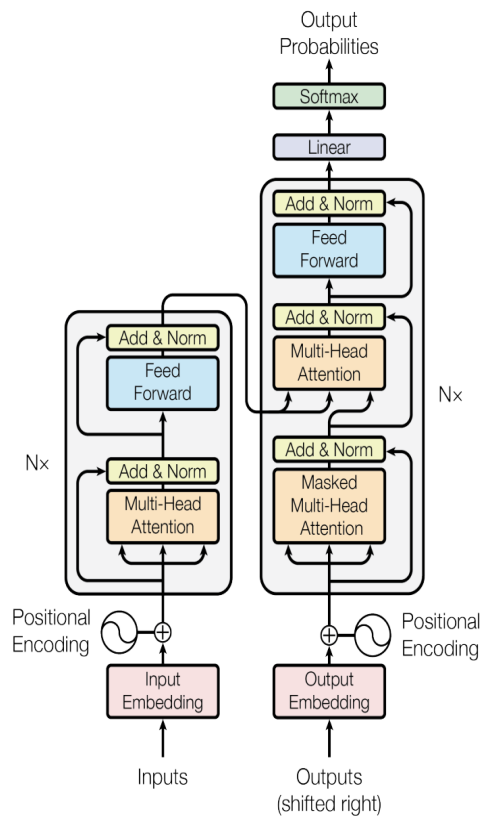 Output
Probabilities
Softmax
Linear
Add & Norm
Feed
Forward
Add & Norm
Multi-Head
Attention
Add & Norm
Masked
Multi-Head
Attention
N×
Add & Norm
Feed
Forward
Add & Norm
Multi-Head
Attention
N×
Positional
Encoding
Positional
Encoding
Input
Embedding
Output
Embedding
Inputs
Outputs
(shifted right)